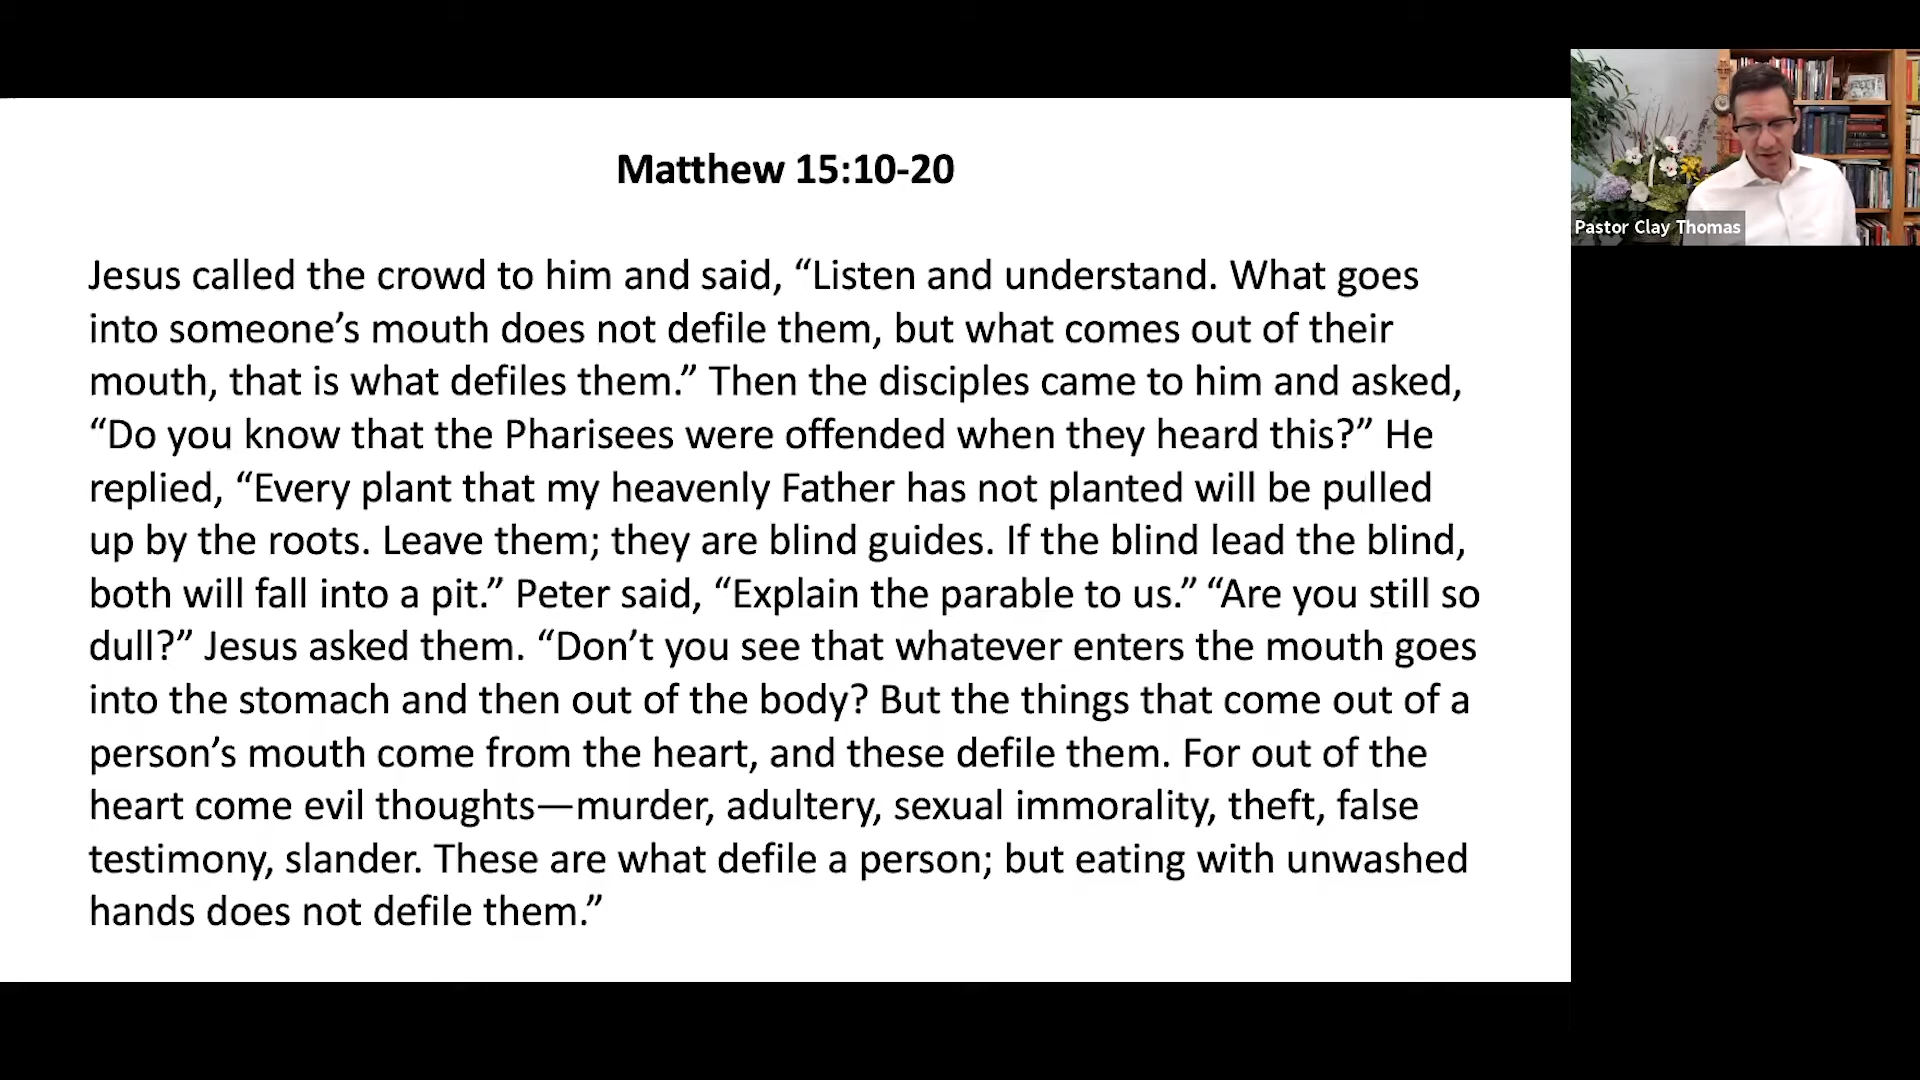 Matthew 15:10-20
Jesus called the crowd to him and said, “Listen and understand. What goes
into someone’s mouth does not defile them, but what comes out of their
mouth, that is what defiles them.” Then the disciples came to him and asked,
“Do you know that the Pharisees were offended when they heard this?” He
replied, “Every plant that my heavenly Father has not planted will be pulled
up by the roots. Leave them; they are blind guides. If the blind lead the blind,
both will fall into a pit.” Peter said, “Explain the parable to us.” “Are you still so
dull?” Jesus asked them. “Don’t you see that whatever enters the mouth goes
into the stomach and then out of the body? But the things that come out of a
person’s mouth come from the heart, and these defile them. For out of the
heart come evil thoughts—murder, adultery, sexual immorality, theft, false
testimony, slander. These are what defile a person; but eating with unwashed
hands does not defile them.”
Pastor Clay Thomas